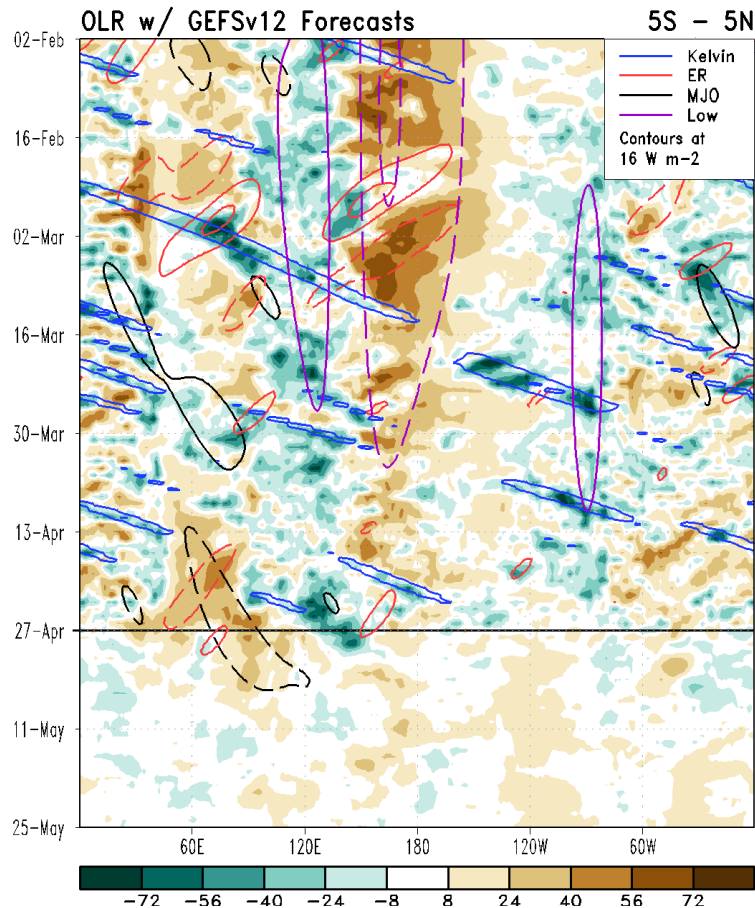 OLR w/ GEFSv12 Forecasts 5S - 5N
02-Feb
16-Feb
02-Mar
16-Mar
30-Mar
13-Apr
27-Apr
11-May
25-May
Kelvin
ER
MJO
Low
Contours at
16 W m-2
60E 120E 180 120W 60W
-72 -56 -40 -24 -8 8 24 40 56 72